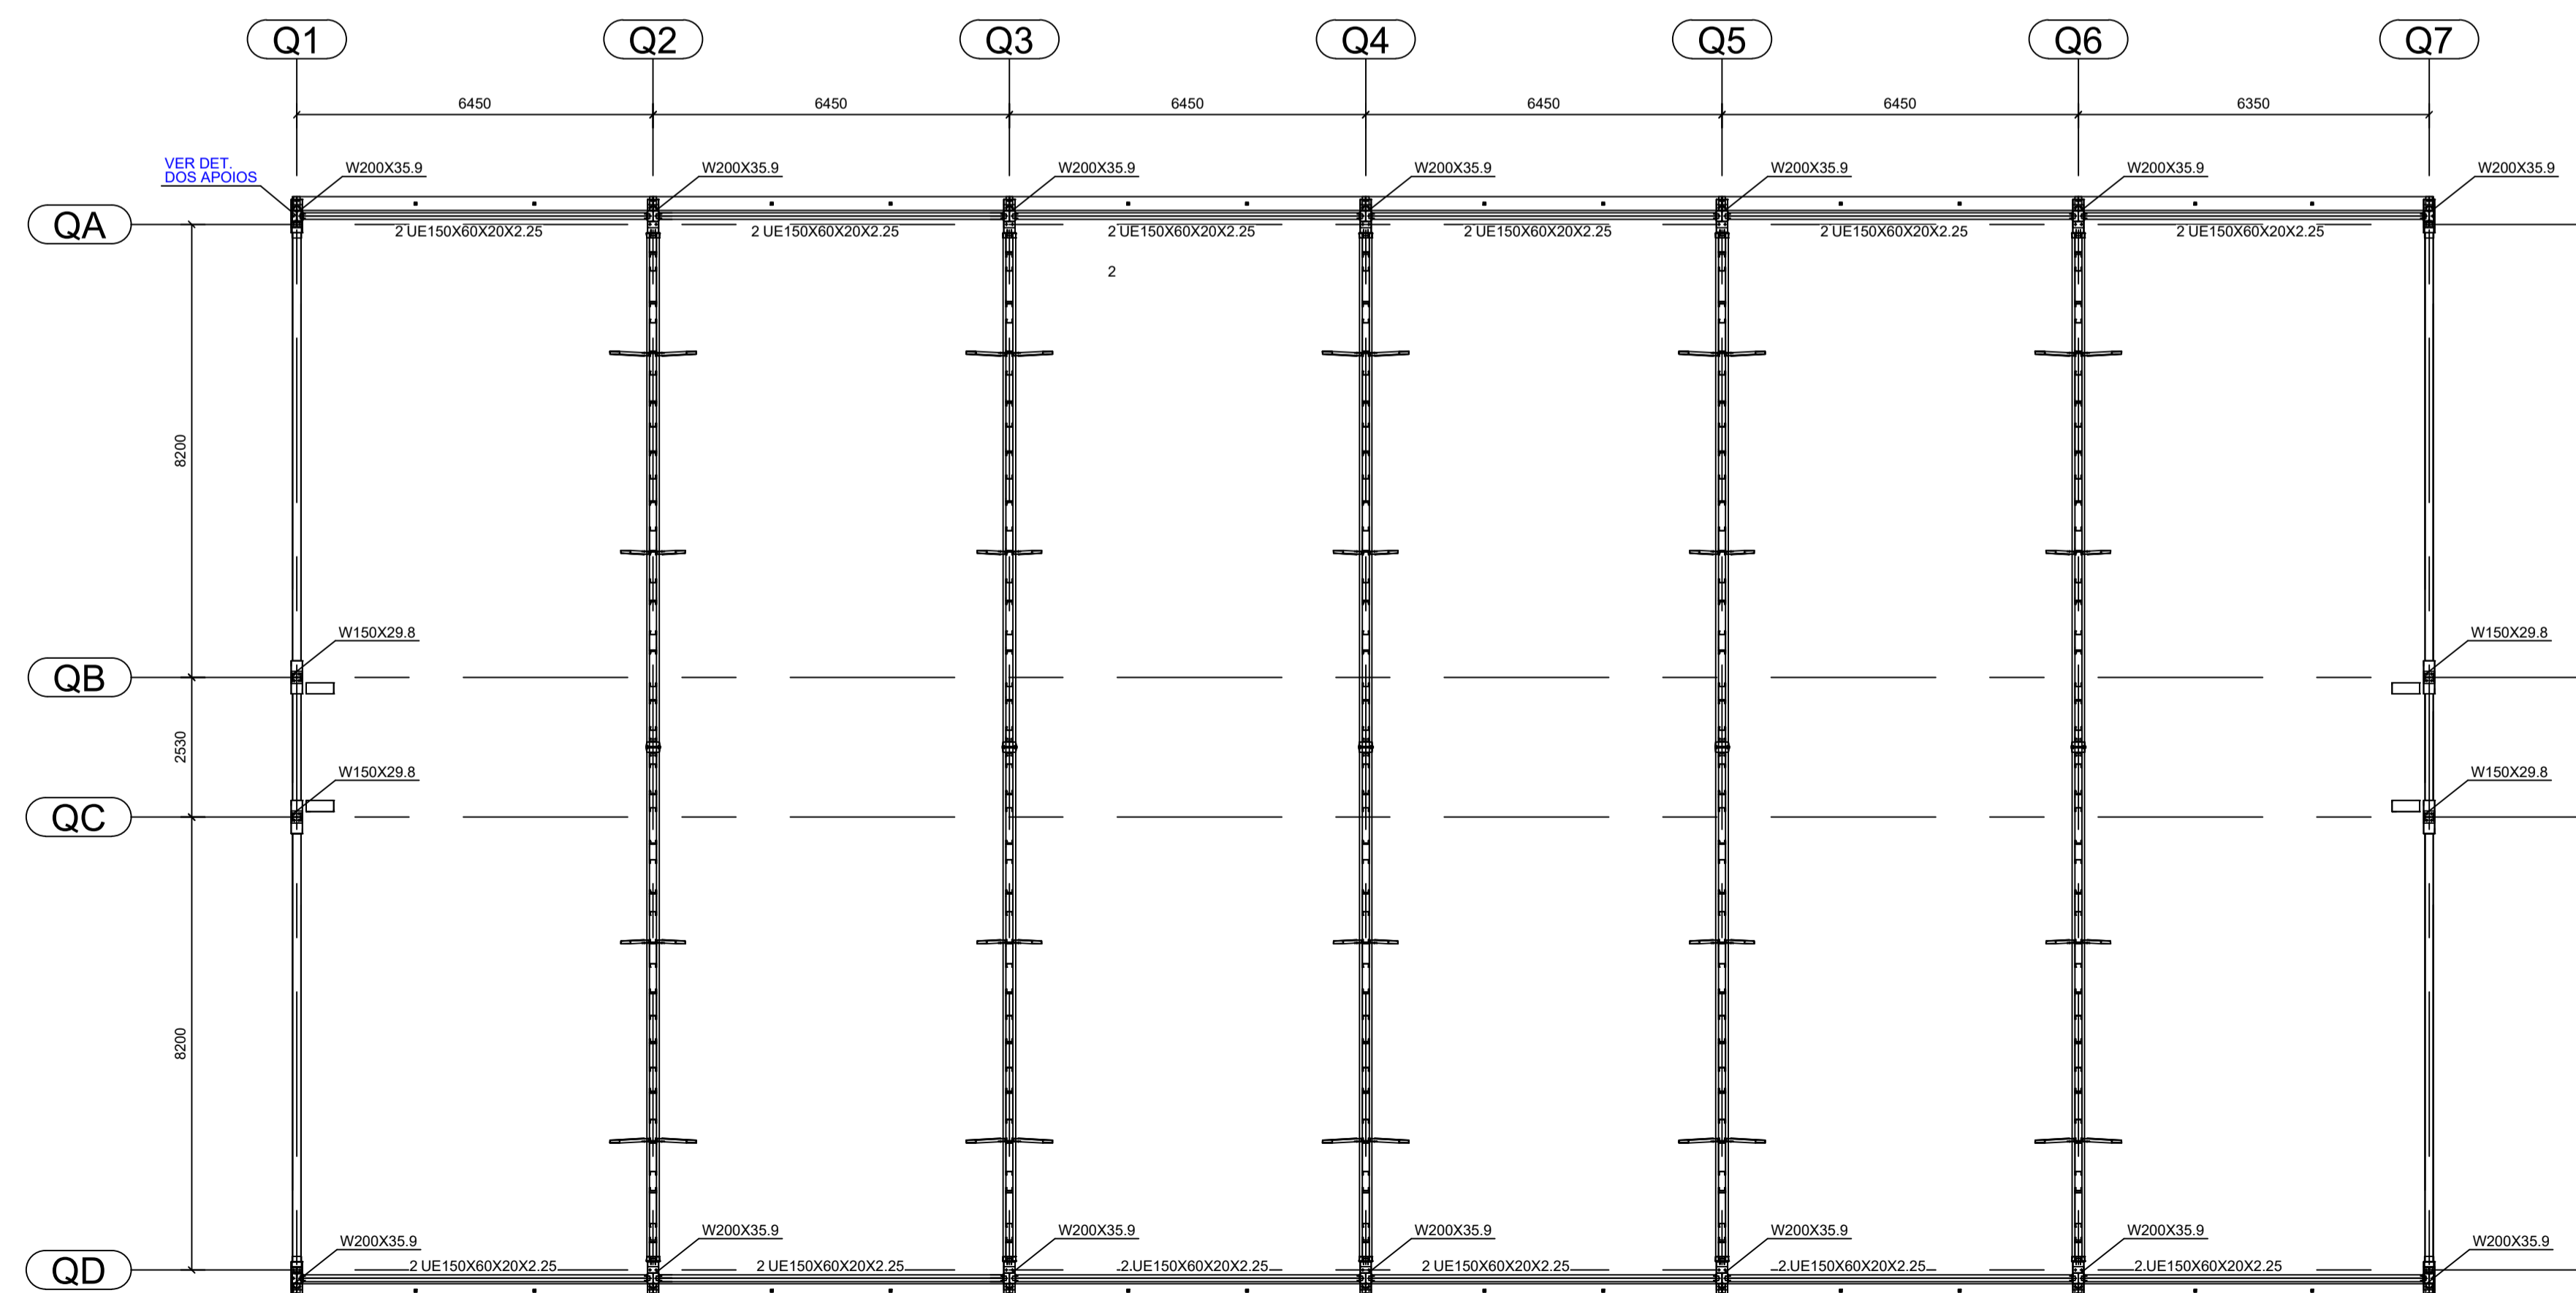 Q1 Q2 Q3 Q4 Q5 Q6 Q7
6450 6450 6450 6450 6450 6350
VER DET.
DOS APOIOS
W200X35.9 W200X35.9 W200X35.9 W200X35.9 W200X35.9 W200X35.9 W200X35.9
QA
2 UE150X60X20X2.25 2 UE150X60X20X2.25 2 UE150X60X20X2.25 2 UE150X60X20X2.25 2 UE150X60X20X2.25 2 UE150X60X20X2.25
2
8200
W150X29.8 W150X29.8
QB
2530
W150X29.8 W150X29.8
QC
8200
W200X35.9 W200X35.9 W200X35.9 W200X35.9 W200X35.9 W200X35.9 W200X35.9
QD
2 UE150X60X20X2.25 2 UE150X60X20X2.25 2 UE150X60X20X2.25 2 UE150X60X20X2.25 2 UE150X60X20X2.25 2 UE150X60X20X2.25